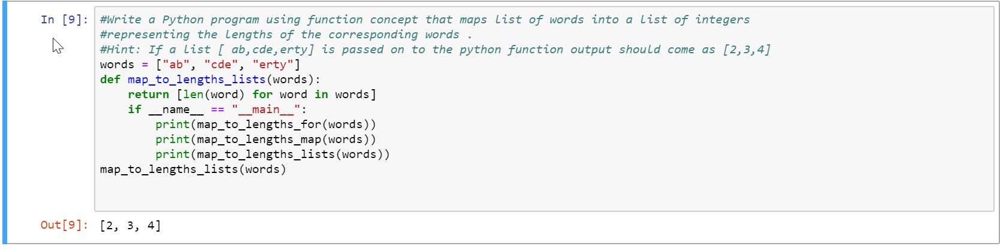 In [9]: #Write a Python program using function concept that maps list of words into a list of integers
#representing the lengths of the corresponding words .
#Hint: If a list [ ab,cde,erty] is passed on to the python function output should come as [2,3,4]
words = ["ab", "cde", "erty"]
def map_to_lengths_lists(words):
    return [len(word) for word in words]
    if __name__ == "__main__":
        print(map_to_lengths_for(words))
        print(map_to_lengths_map(words))
        print(map_to_lengths_lists(words))
map_to_lengths_lists(words)
Out[9]: [2, 3, 4]